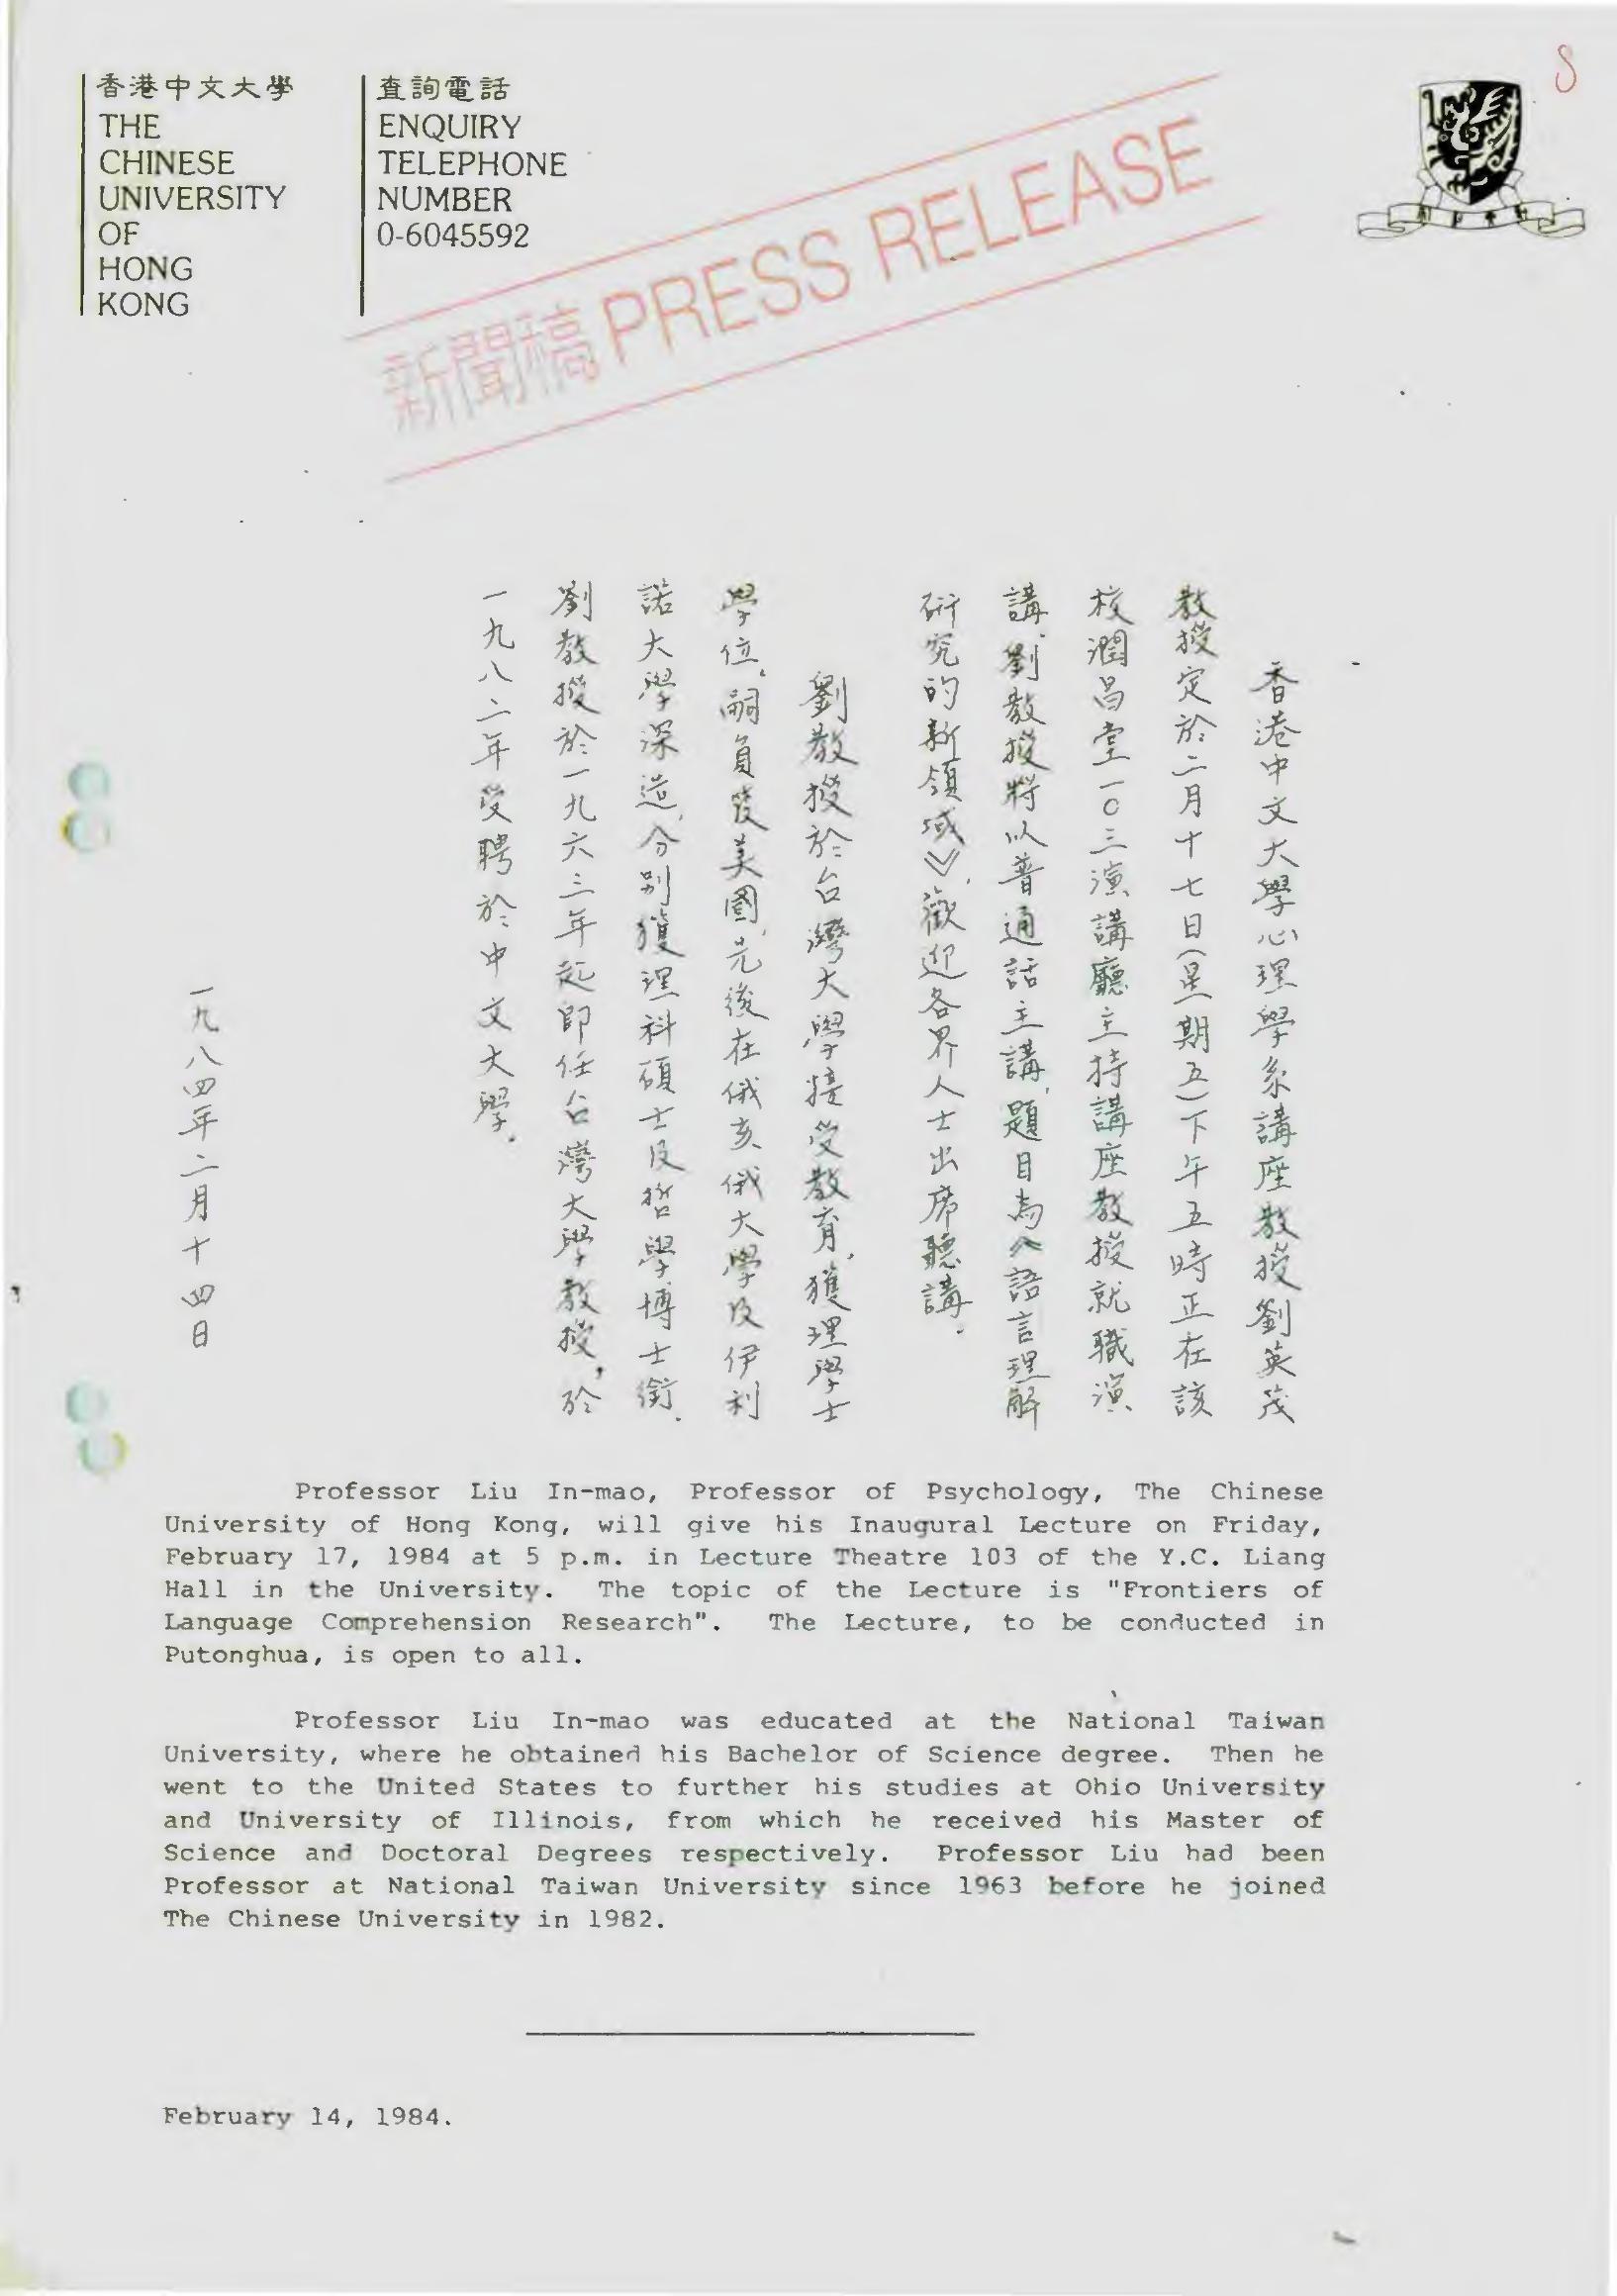 香港中文大學
THE
CHINESE
UNIVERSITY
OF
HONG
KONG
查詢電話
ENQUIRY
TELEPHONE
NUMBER
0-6045592
新聞稿 PRESS RELEASE
香港中文大學心理學系講座教授劉英茂
教授定於二月十七日(星期五)下午五時正在該
校潤昌堂一〇三演講廳主持講座教授就職演
講,劉教授將以普通話主講,題目為《語言理解
研究的新領域》,歡迎各界人士出席聽講.
劉教授於台灣大學接受教育,獲理學士
學位,嗣負笈美國,先後在俄亥俄大學及伊利
諾大學深造,分別獲理科碩士及哲學博士銜.
劉教授於一九六三年起即任台灣大學教授,於
一九八二年受聘於中文大學.
一九八四年二月十四日
Professor Liu In-mao, Professor of Psychology, The Chinese
University of Hong Kong, will give his Inaugural Lecture on Friday,
February 17, 1984 at 5 p.m. in Lecture Theatre 103 of the Y.C. Liang
Hall in the University. The topic of the Lecture is "Frontiers of
Language Comprehension Research". The Lecture, to be conducted in
Putonghua, is open to all.
Professor Liu In-mao was educated at the National Taiwan
University, where he obtained his Bachelor of Science degree. Then he
went to the United States to further his studies at Ohio University
and University of Illinois, from which he received his Master of
Science and Doctoral Degrees respectively. Professor Liu had been
Professor at National Taiwan University since 1963 before he joined
The Chinese University in 1982.
February 14, 1984.